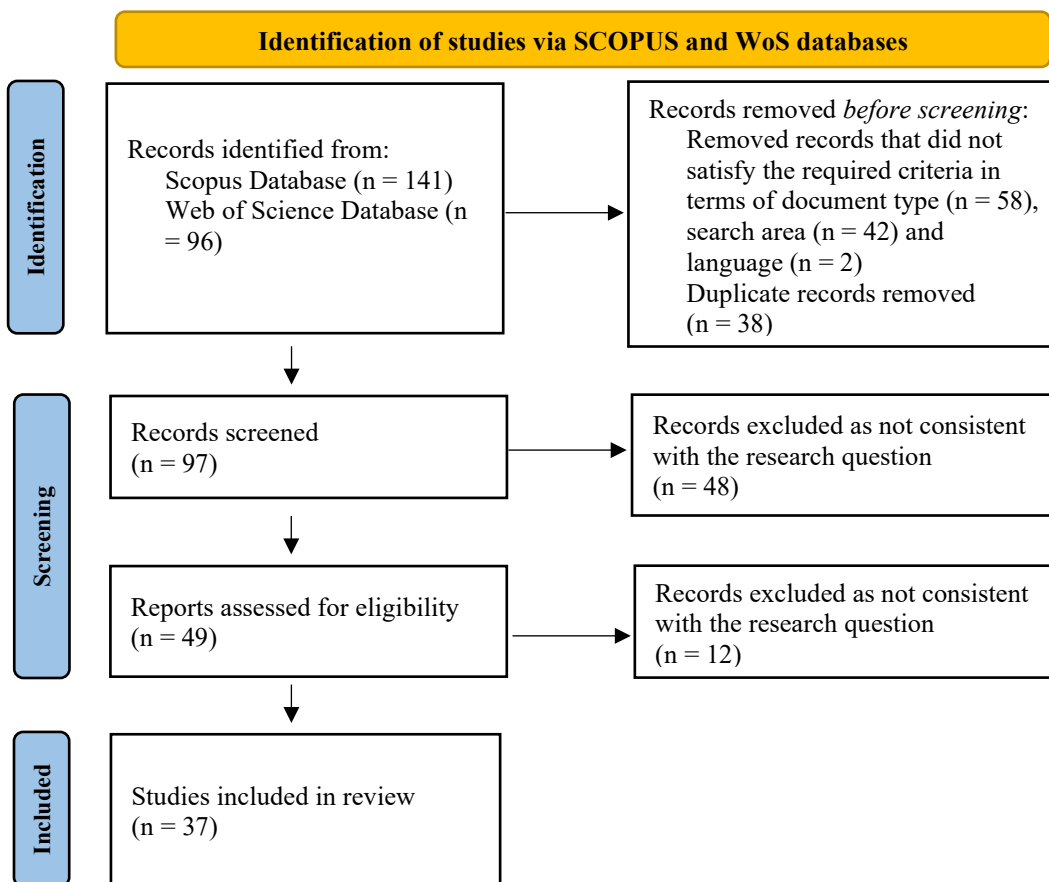 Identification of studies via SCOPUS and WoS databases
Identification
Records identified from:
Scopus Database (n = 141)
Web of Science Database (n
= 96)
Records removed before screening:
Removed records that did not
satisfy the required criteria in
terms of document type (n = 58),
search area (n = 42) and
language (n = 2)
Duplicate records removed
(n = 38)
Screening
Records screened
(n = 97)
Records excluded as not consistent
with the research question
(n = 48)
Reports assessed for eligibility
(n = 49)
Records excluded as not consistent
with the research question
(n = 12)
Included
Studies included in review
(n = 37)